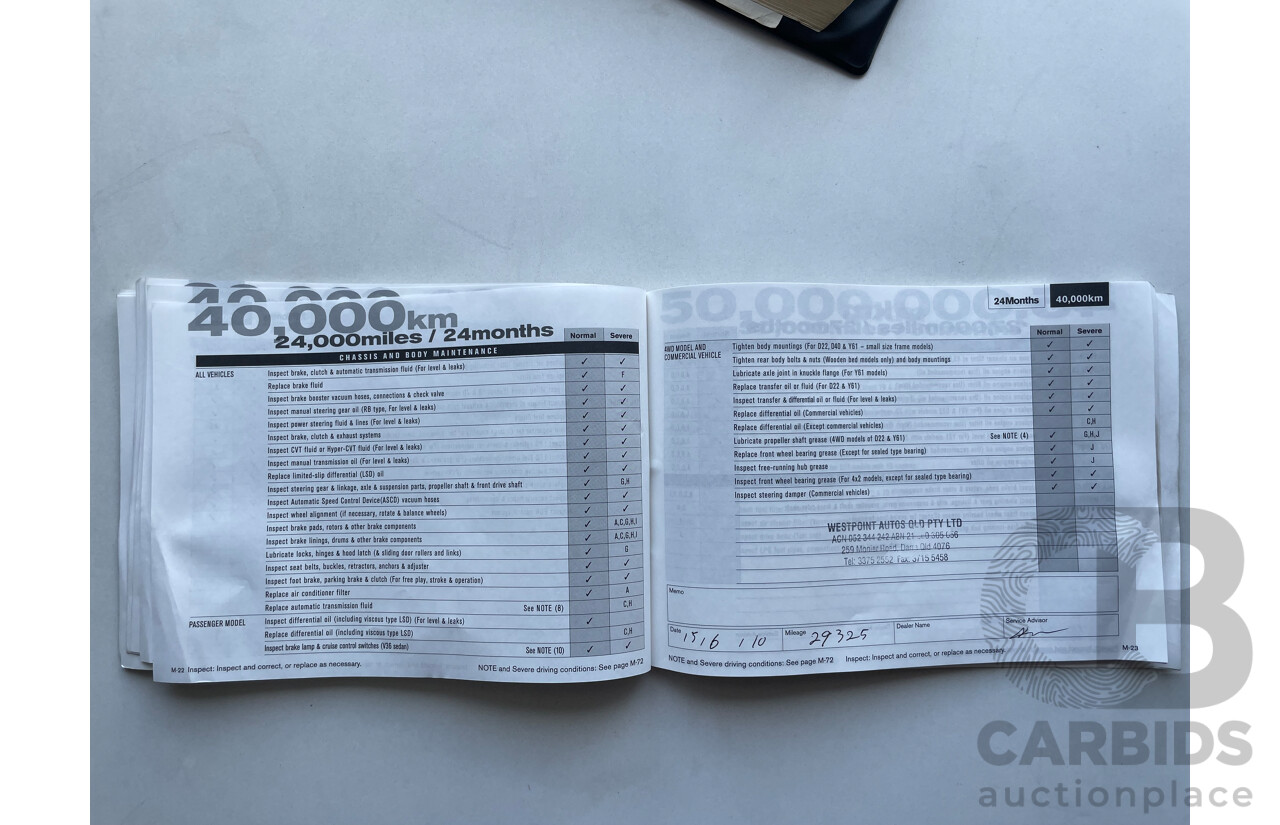 40,000km
24,000miles / 24months
Normal Severe
CHASSIS AND BODY MAINTENANCE
ALL VEHICLES
Inspect brake, clutch & automatic transmission fluid (For level & leaks) ✓ ✓
Replace brake fluid ✓ F
Inspect brake booster vacuum hoses, connections & check valve ✓ ✓
Inspect manual steering gear oil (RB type, For level & leaks) ✓ ✓
Inspect power steering fluid & lines (For level & leaks) ✓ ✓
Inspect brake, clutch & exhaust systems ✓ ✓
Inspect CVT fluid or Hyper-CVT fluid (For level & leaks) ✓ ✓
Inspect manual transmission oil (For level & leaks) ✓ ✓
Replace limited-slip differential (LSD) oil ✓ ✓
Inspect steering gear & linkage, axle & suspension parts, propeller shaft & front drive shaft ✓ G,H
Inspect Automatic Speed Control Device(ASCD) vacuum hoses ✓ ✓
Inspect wheel alignment (if necessary, rotate & balance wheels) ✓ ✓
Inspect brake pads, rotors & other brake components ✓ A,C,G,H,I
Inspect brake linings, drums & other brake components ✓ A,C,G,H,I
Lubricate locks, hinges & hood latch (& sliding door rollers and links) ✓ G
Inspect seat belts, buckles, retractors, anchors & adjuster ✓ ✓
Inspect foot brake, parking brake & clutch (For free play, stroke & operation) ✓ ✓
Replace air conditioner filter ✓ A
Replace automatic transmission fluid See NOTE (8) C,H
PASSENGER MODEL
Inspect differential oil (including viscous type LSD) (For level & leaks) ✓
Replace differential oil (including viscous type LSD) C,H
Inspect brake lamp & cruise control switches (V36 sedan) See NOTE (10) ✓ ✓
M-22 Inspect: Inspect and correct, or replace as necessary.
NOTE and Severe driving conditions: See page M-72
24Months 40,000km
Normal Severe
4WD MODEL AND
COMMERCIAL VEHICLE
Tighten body mountings (For D22, D40 & Y61 – small size frame models) ✓ ✓
Tighten rear body bolts & nuts (Wooden bed models only) and body mountings ✓ ✓
Lubricate axle joint in knuckle flange (For Y61 models) ✓ ✓
Replace transfer oil or fluid (For D22 & Y61) ✓ ✓
Inspect transfer & differential oil or fluid (For level & leaks) ✓ ✓
Replace differential oil (Commercial vehicles) ✓ ✓
Replace differential oil (Except commercial vehicles) C,H
Lubricate propeller shaft grease (4WD models of D22 & Y61) See NOTE (4) ✓ G,H,J
Replace front wheel bearing grease (Except for sealed type bearing) ✓ J
Inspect free-running hub grease ✓ J
Inspect front wheel bearing grease (For 4x2 models, except for sealed type bearing) ✓ ✓
Inspect steering damper (Commercial vehicles) ✓ ✓
WESTPOINT AUTOS QLD PTY LTD
ACN 052 344 242 ABN 21
Qld 4076
Tel: 3375 2552 Fax: 3715 5458
Memo
Date 15/6/10 Mileage 29325 Dealer Name Service Advisor
NOTE and Severe driving conditions: See page M-72
Inspect: Inspect and correct, or replace as necessary.
M-23
CARBIDS
auctionplace